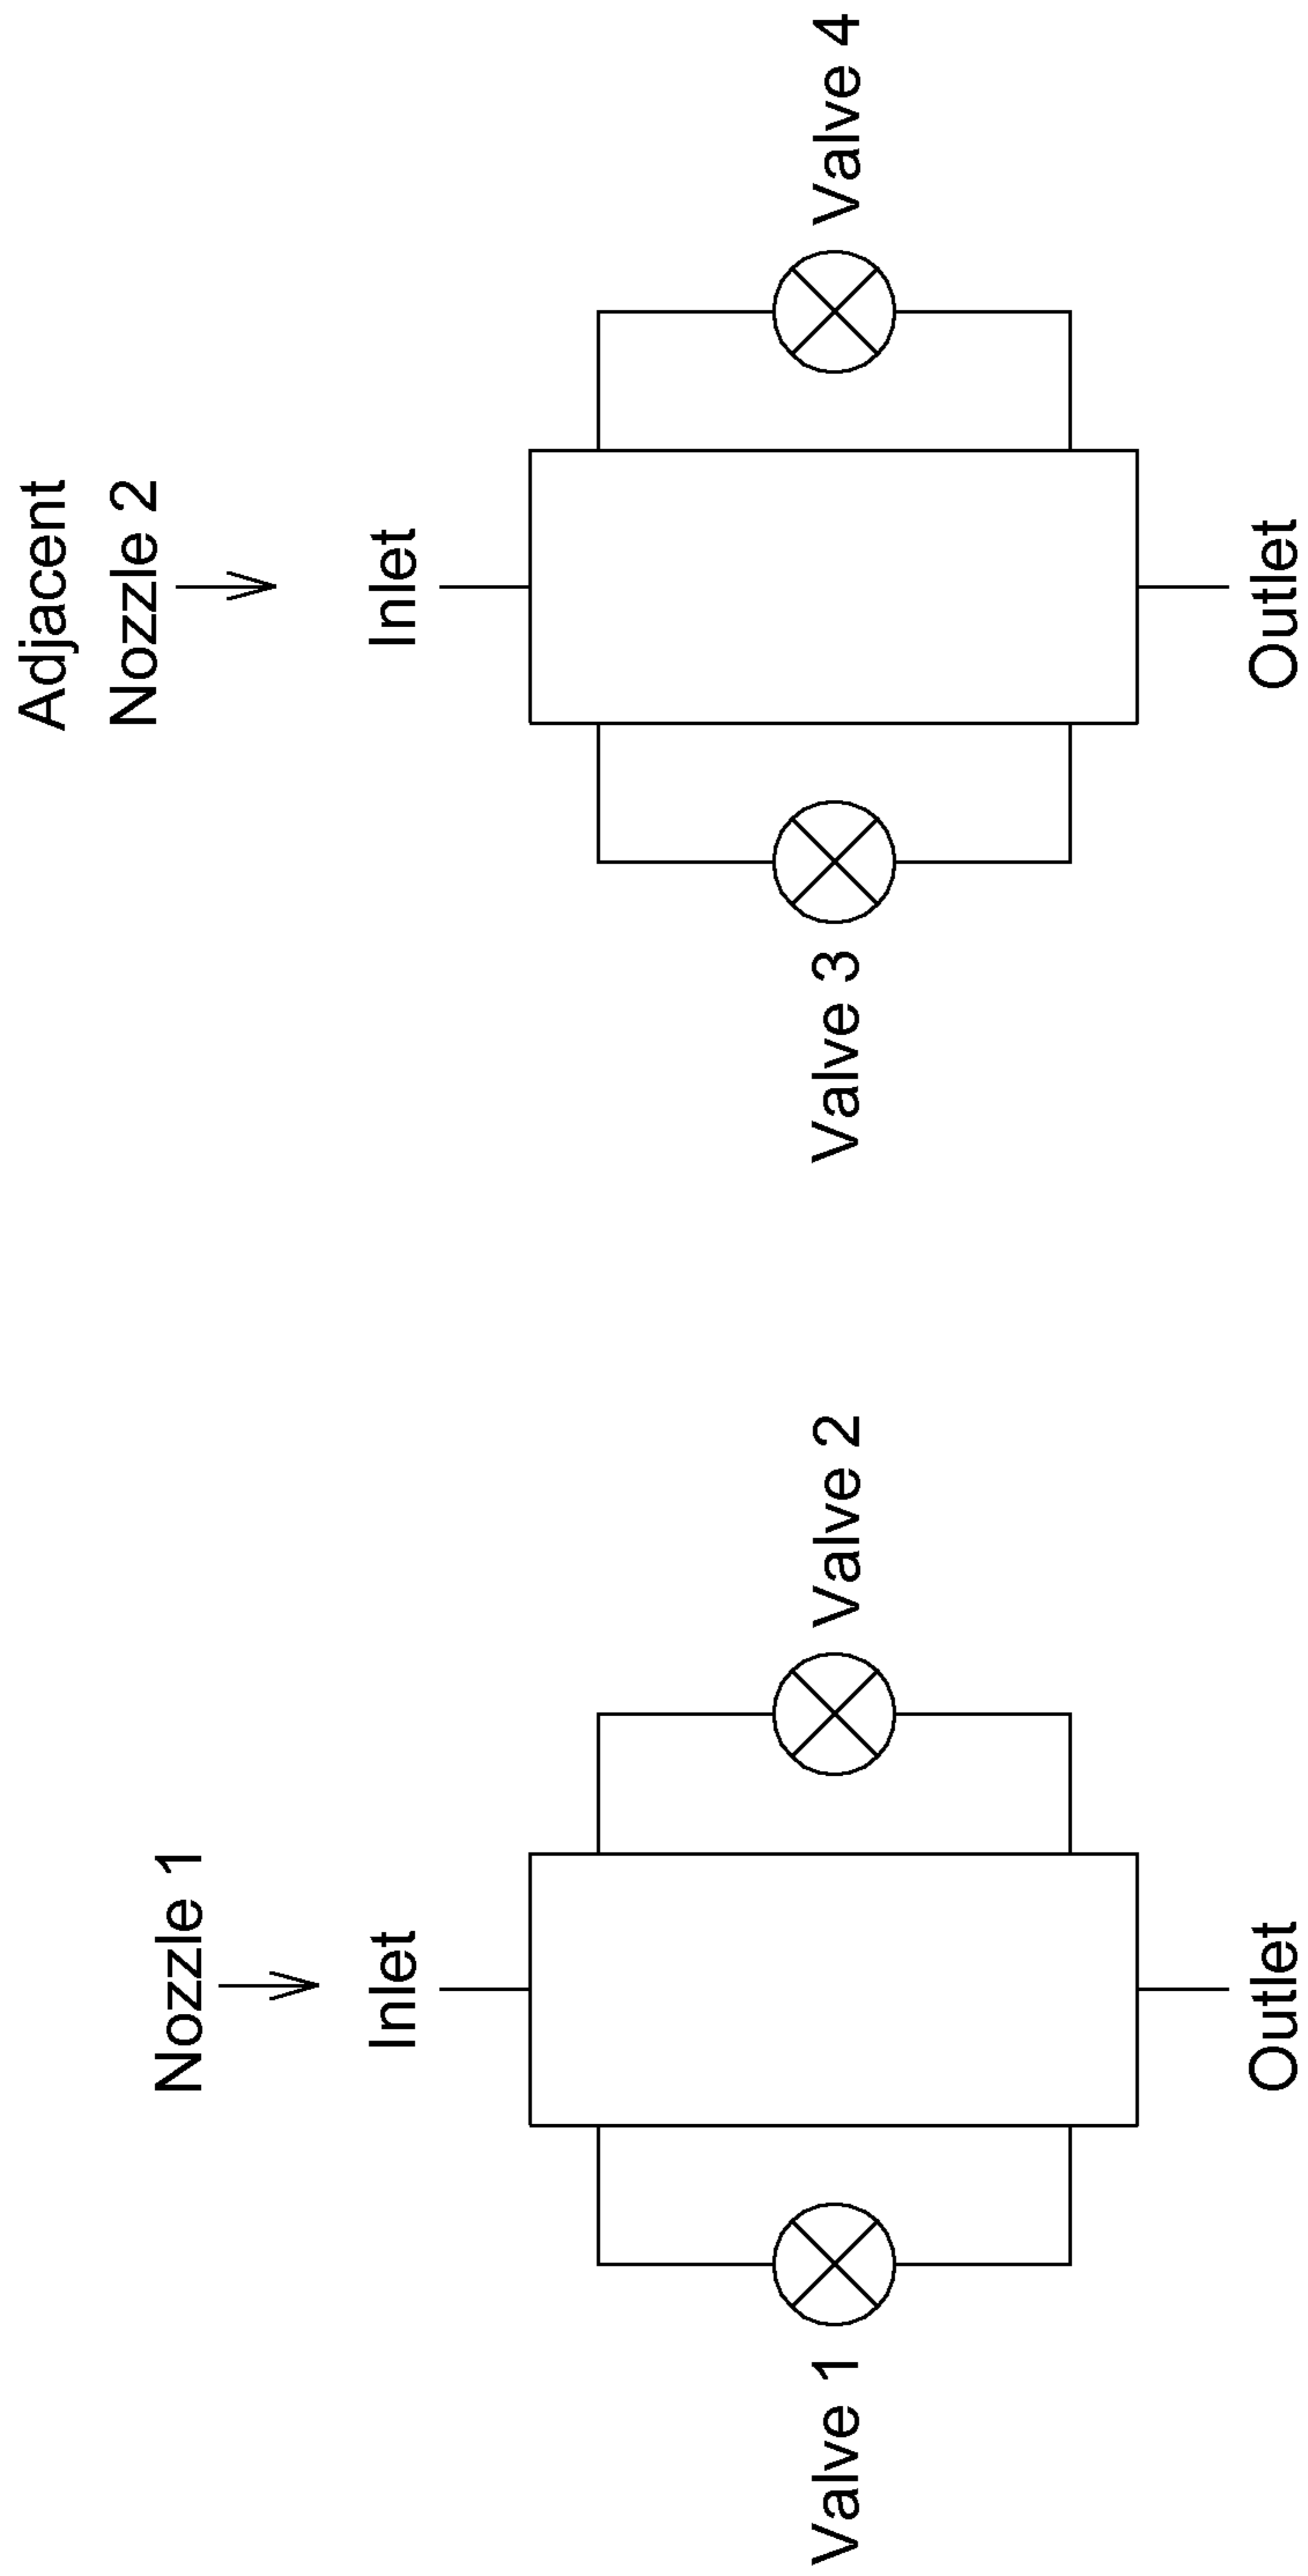 Nozzle 1
Inlet
Valve 1
Valve 2
Outlet
Adjacent
Nozzle 2
Inlet
Valve 3
Valve 4
Outlet